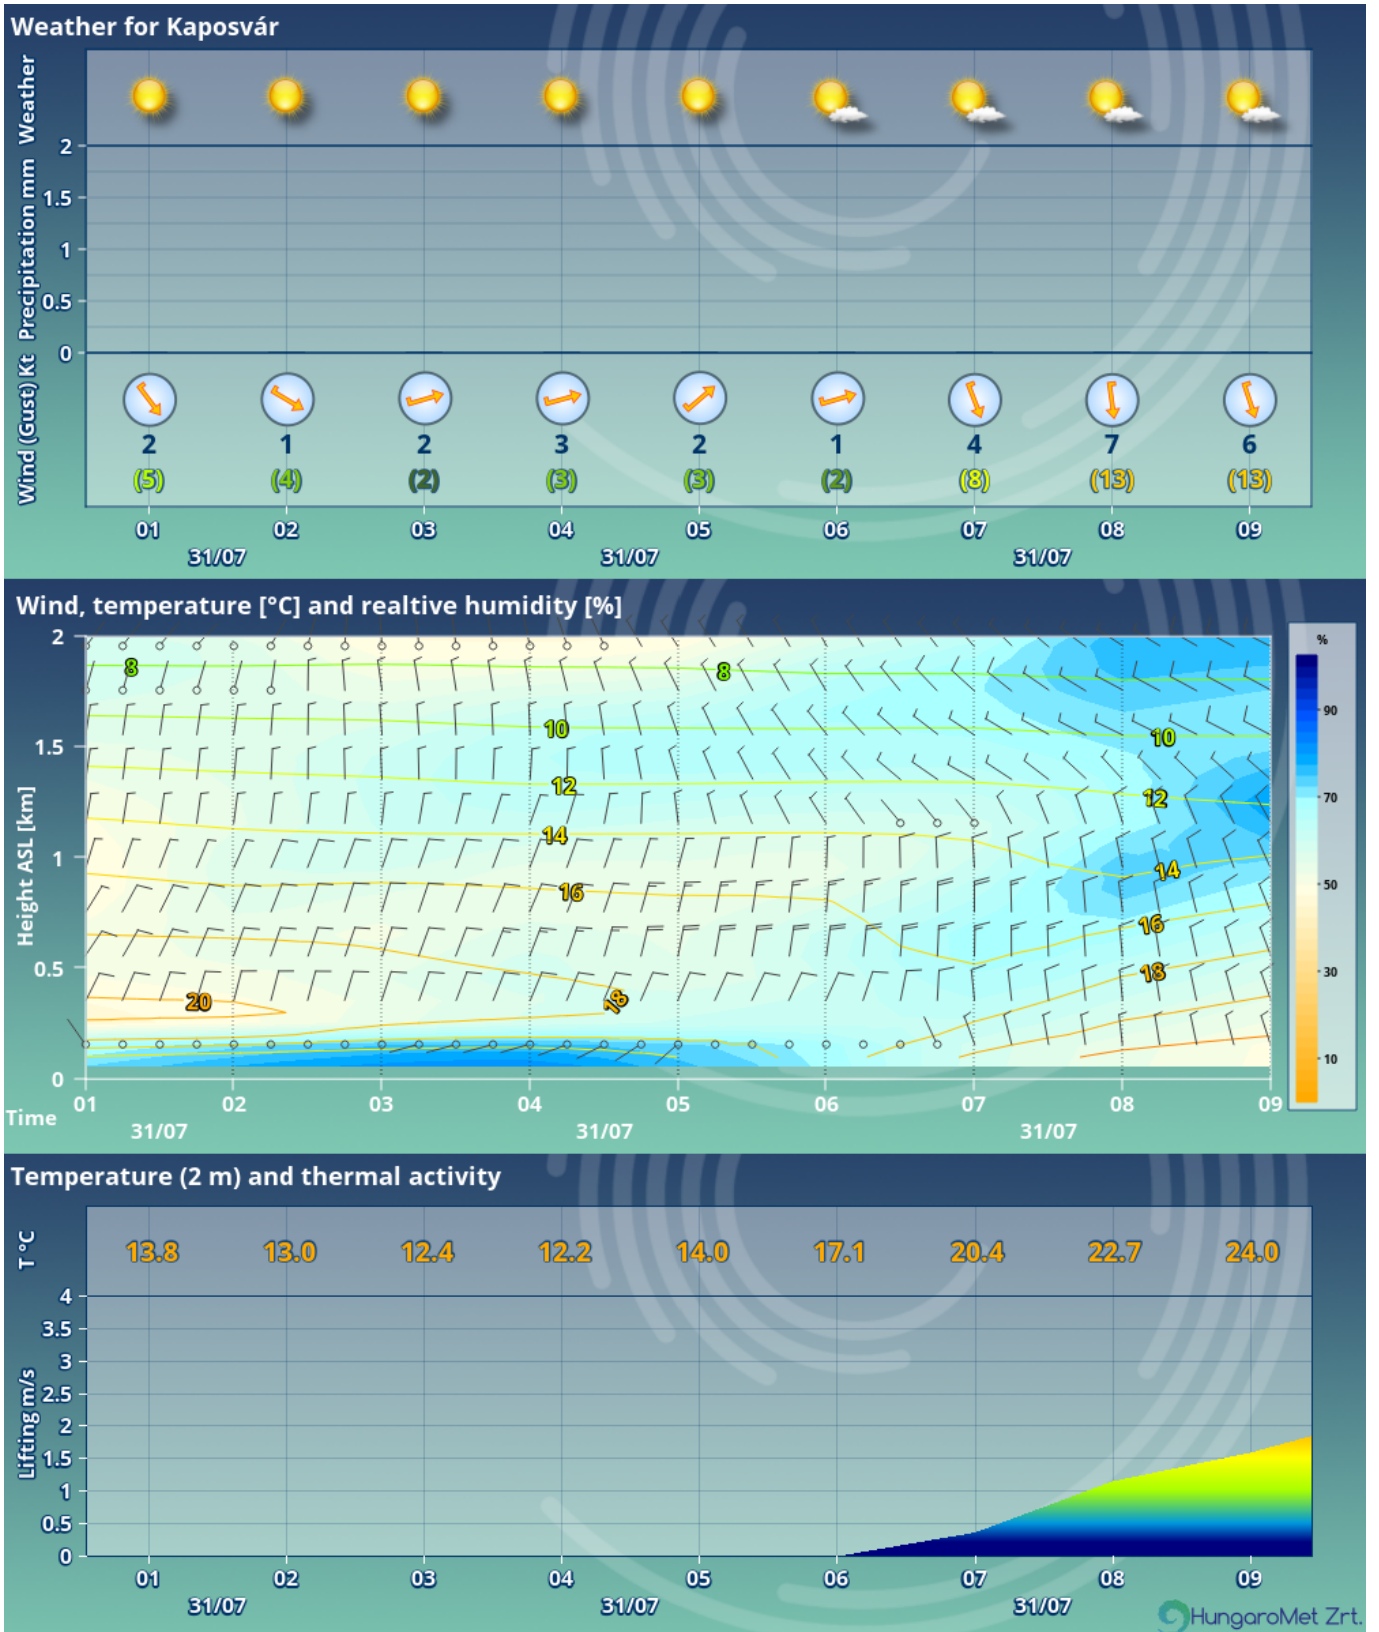 Weather for Kaposvár
Weather
Precipitation mm
Wind (Gust) Kt
2
1.5
1
0.5
0
2 1 2 3 2 1 4 7 6
(5) (4) (2) (3) (3) (2) (8) (13) (13)
01 02 03 04 05 06 07 08 09
31/07 31/07 31/07
Wind, temperature [°C] and realtive humidity [%]
Height ASL [km]
2
1.5
1
0.5
0
8 8
10 10
12 12
14 14
16 16
18 18
20
%
90
70
50
30
10
01 02 03 04 05 06 07 08 09
Time
31/07 31/07 31/07
Temperature (2 m) and thermal activity
T °C
13.8 13.0 12.4 12.2 14.0 17.1 20.4 22.7 24.0
Lifting m/s
4
3.5
3
2.5
2
1.5
1
0.5
0
01 02 03 04 05 06 07 08 09
31/07 31/07 31/07
HungaroMet Zrt.